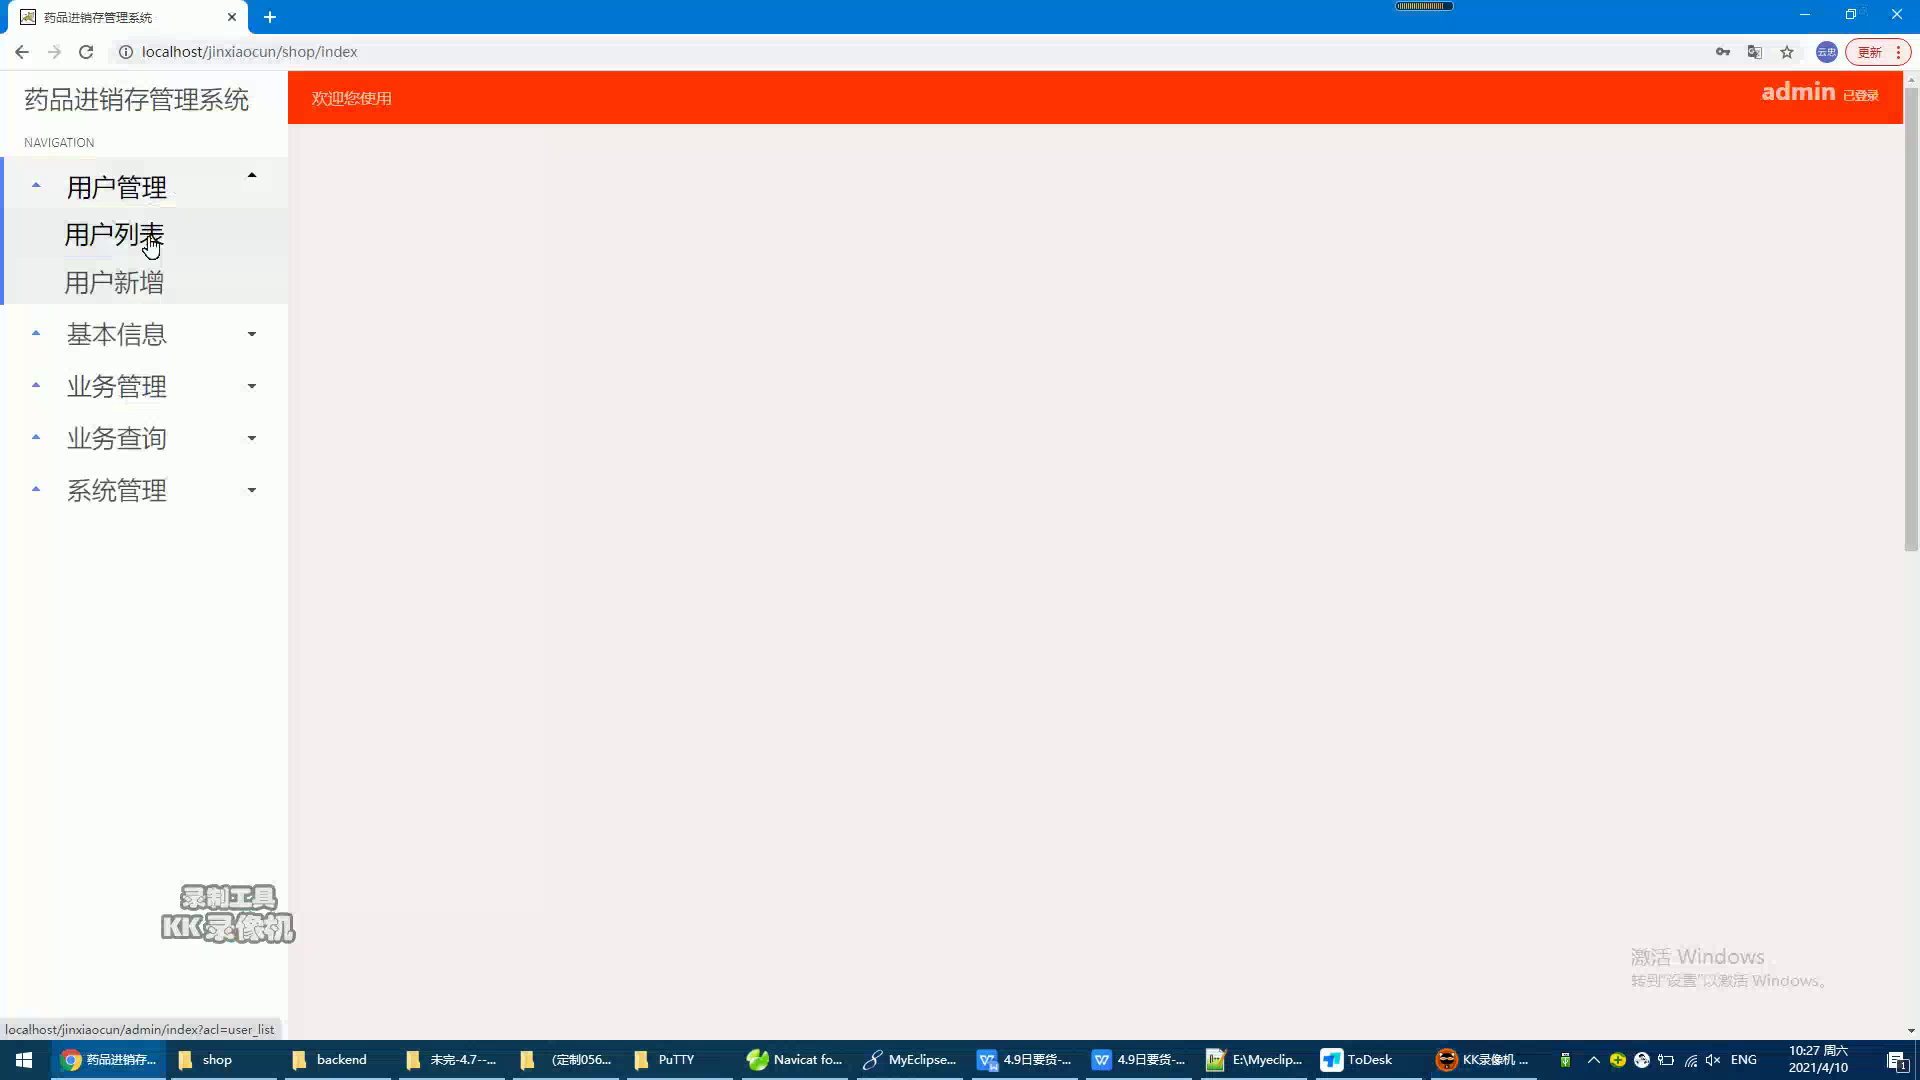 药品进销存管理系统
localhost/jinxiaocun/shop/index
云忠
更新
药品进销存管理系统
欢迎您使用
admin 已登录
NAVIGATION
用户管理
用户列表
用户新增
基本信息
业务管理
业务查询
系统管理
录制工具
KK录像机
激活 Windows
转到"设置"以激活 Windows。
localhost/jinxiaocun/admin/index?acl=user_list
药品进销存...
shop
backend
未完-4.7--...
(定制056...
PuTTY
Navicat fo...
MyEclipse...
4.9日要货-...
4.9日要货-...
E:\Myeclip...
ToDesk
KK录像机 ...
ENG
10:27 周六
2021/4/10
1